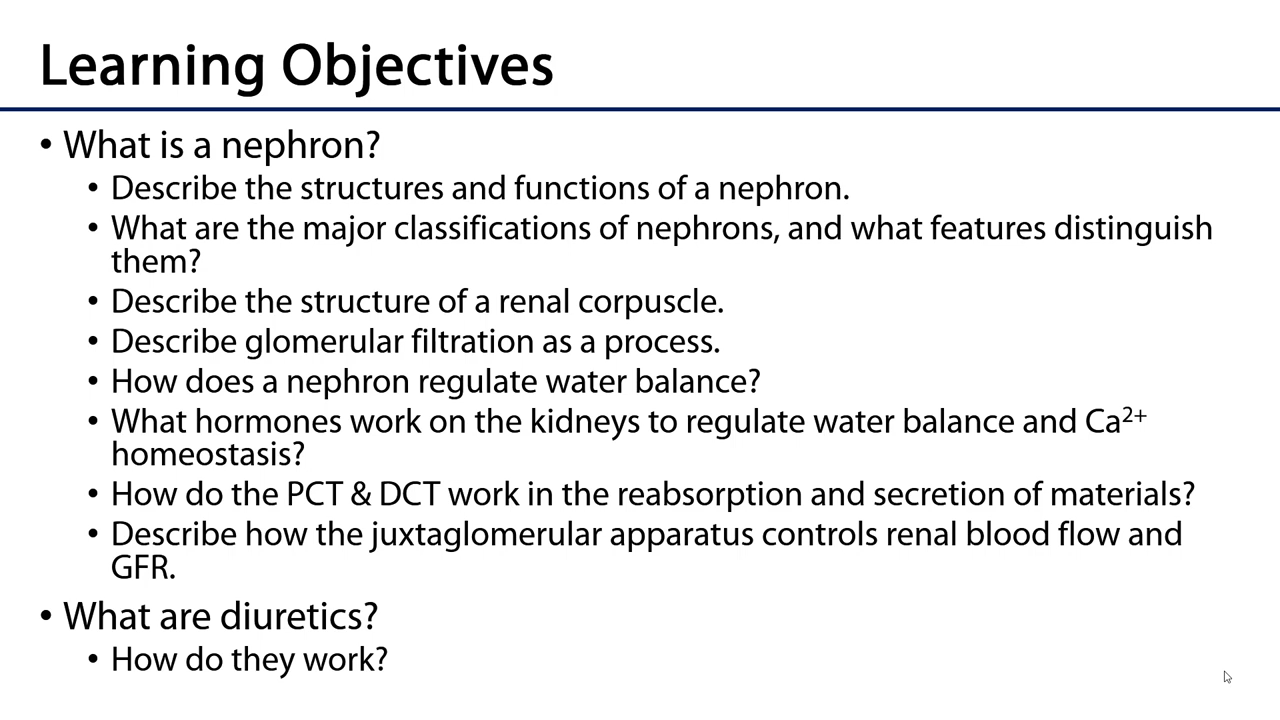 Learning Objectives
• What is a nephron?
• Describe the structures and functions of a nephron.
• What are the major classifications of nephrons, and what features distinguish
them?
• Describe the structure of a renal corpuscle.
• Describe glomerular filtration as a process.
• How does a nephron regulate water balance?
• What hormones work on the kidneys to regulate water balance and Ca²⁺
homeostasis?
• How do the PCT & DCT work in the reabsorption and secretion of materials?
• Describe how the juxtaglomerular apparatus controls renal blood flow and
GFR.
• What are diuretics?
• How do they work?